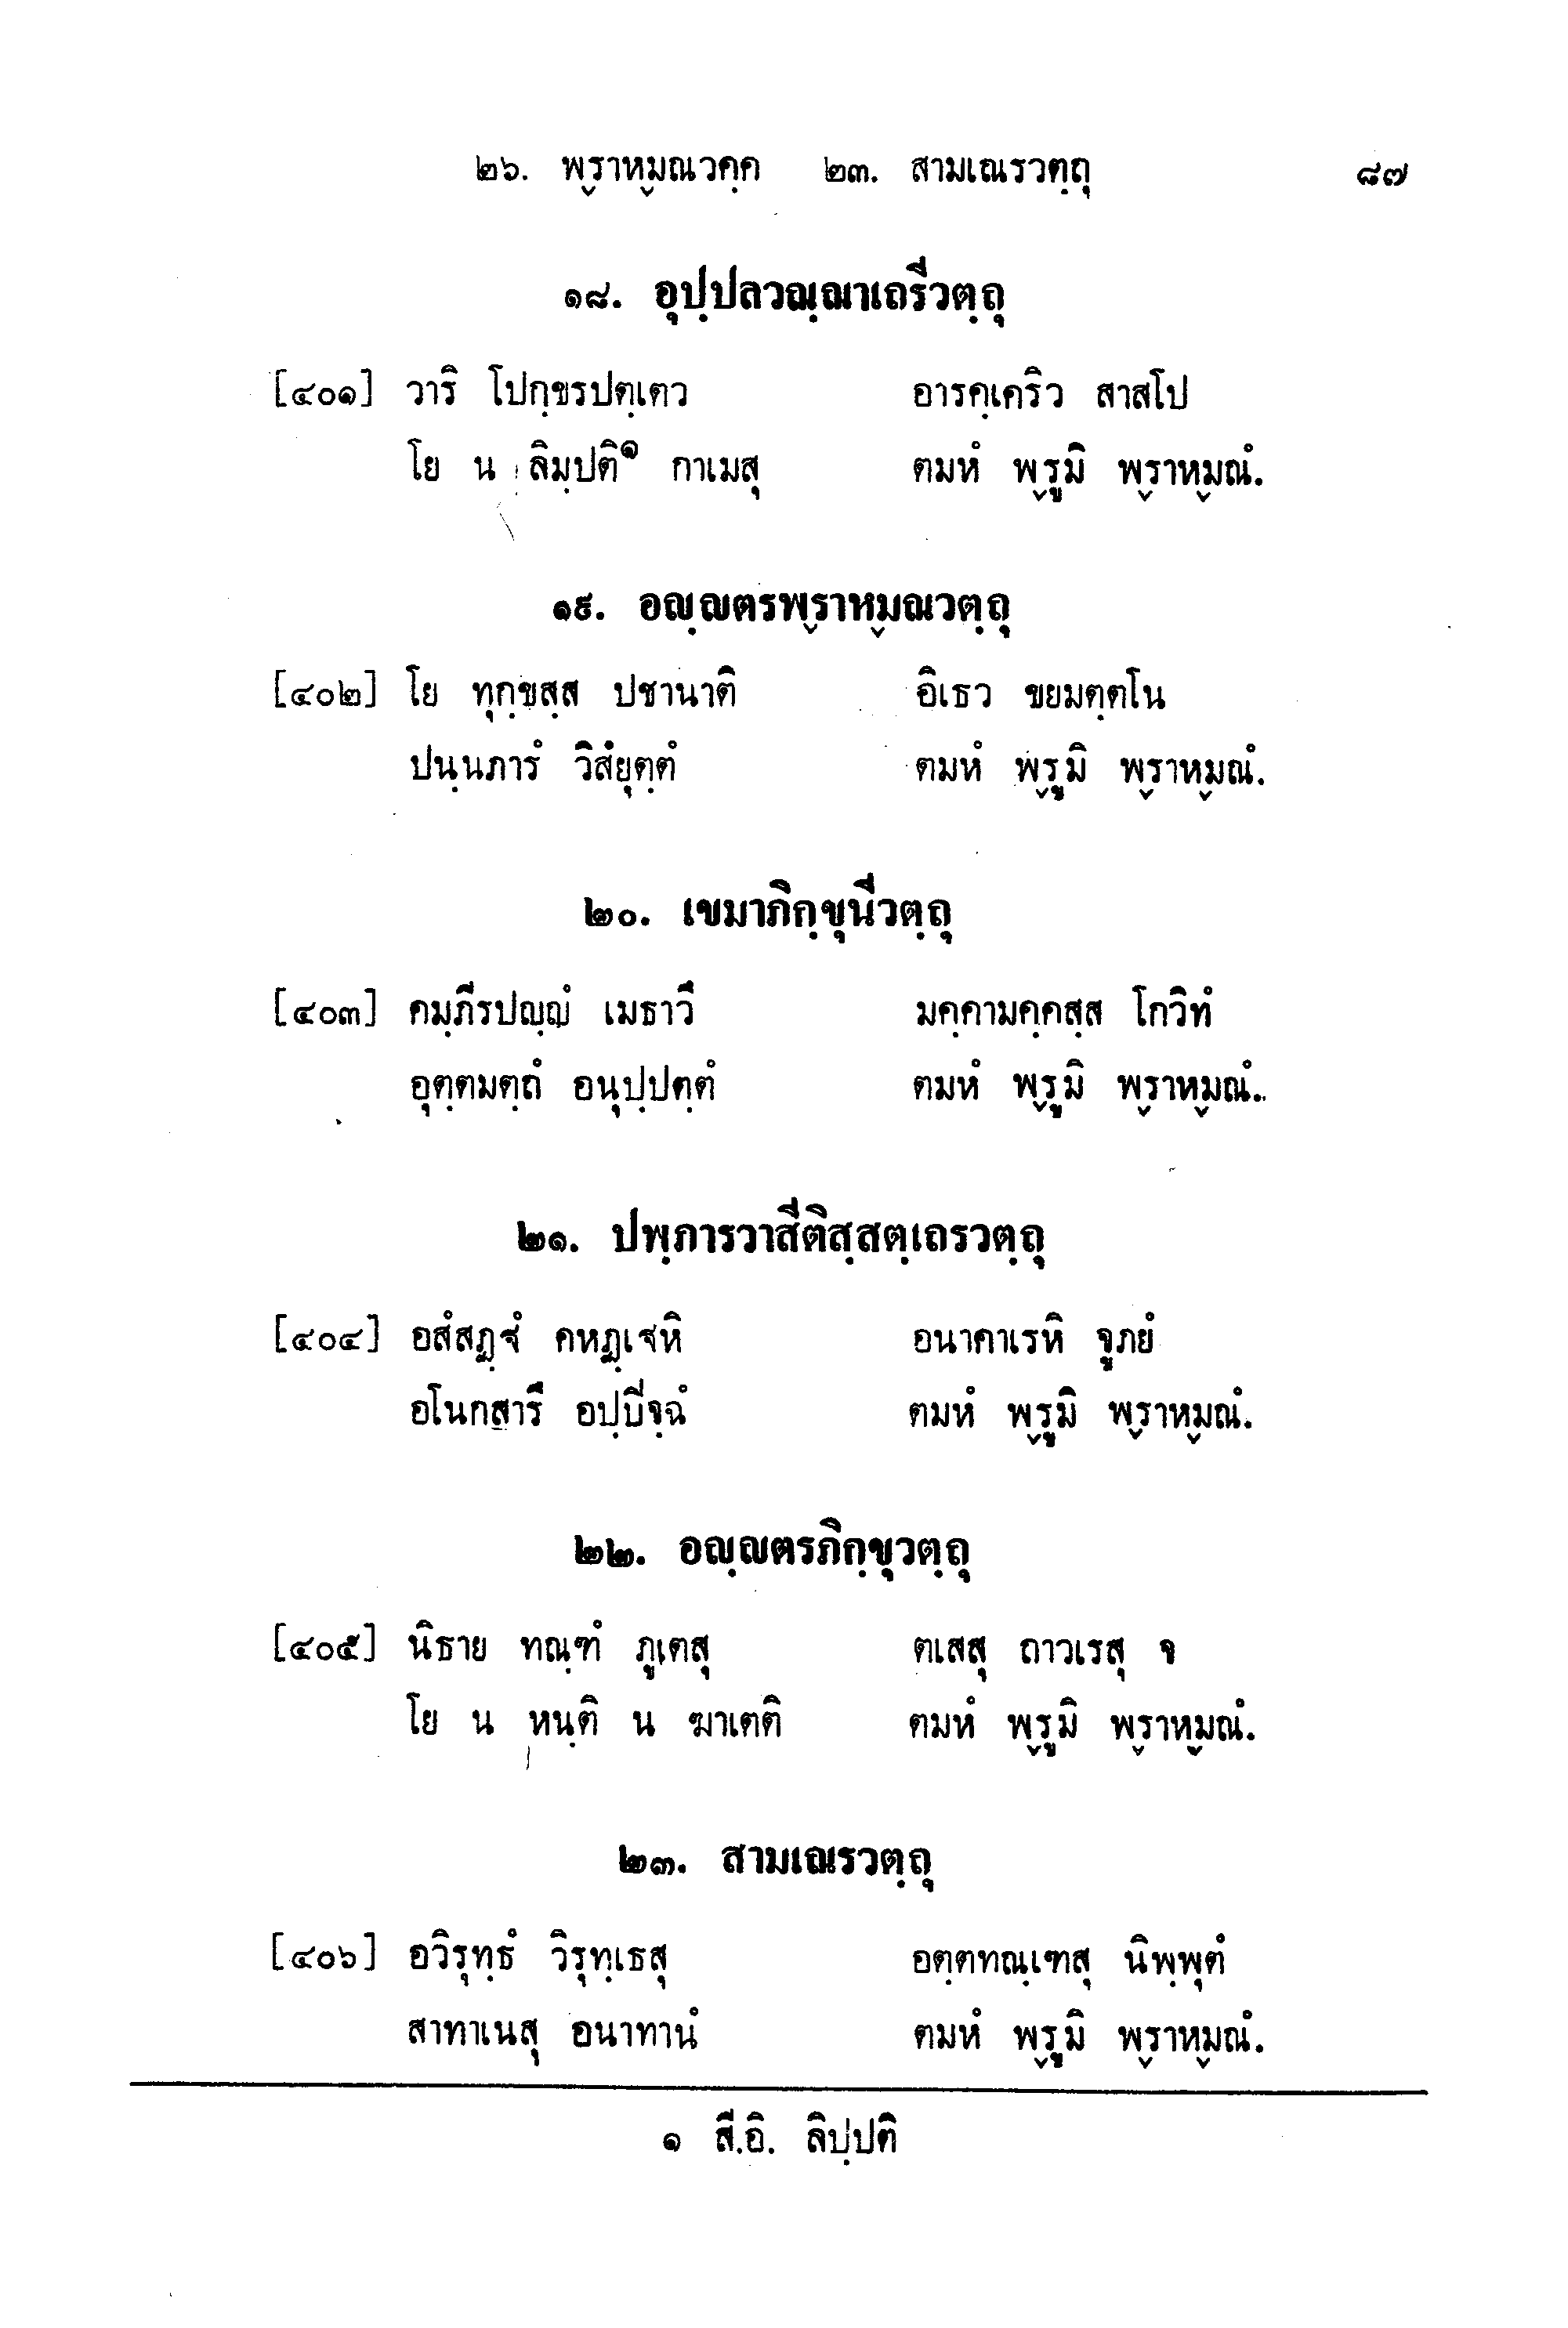 ๒๖. พฺราหฺมณวคฺค ๒๓. สามเณรวตฺถุ ๘๗
๑๘. อุปฺปลวณฺณาเถรีวตฺถุ
[๔๐๑] วาริ โปกฺขรปตฺเตว อารคฺเคริว สาสโป
โย น ลิมฺปติ๑ กาเมสุ ตมหํ พฺรูมิ พฺราหฺมณํ.
๑๙. อญฺญตรพฺราหฺมณวตฺถุ
[๔๐๒] โย ทุกฺขสฺส ปชานาติ อิเธว ขยมตฺตโน
ปนฺนภารํ วิสํยุตฺตํ ตมหํ พฺรูมิ พฺราหฺมณํ.
๒๐. เขมาภิกฺขุนีวตฺถุ
[๔๐๓] คมฺภีรปญฺญํ เมธาวึ มคฺคามคฺคสฺส โกวิทํ
อุตฺตมตฺถํ อนุปฺปตฺตํ ตมหํ พฺรูมิ พฺราหฺมณํ.
๒๑. ปพฺภารวาสีติสฺสตฺเถรวตฺถุ
[๔๐๔] อสํสฏฺฐํ คหฏฺเฐหิ อนาคาเรหิ จูภยํ
อโนกสารึ อปฺปิจฺฉํ ตมหํ พฺรูมิ พฺราหฺมณํ.
๒๒. อญฺญตรภิกฺขุวตฺถุ
[๔๐๕] นิธาย ทณฺฑํ ภูเตสุ ตเสสุ ถาวเรสุ จ
โย น หนฺติ น ฆาเตติ ตมหํ พฺรูมิ พฺราหฺมณํ.
๒๓. สามเณรวตฺถุ
[๔๐๖] อวิรุทฺธํ วิรุทฺเธสุ อตฺตทณฺเฑสุ นิพฺพุตํ
สาทาเนสุ อนาทานํ ตมหํ พฺรูมิ พฺราหฺมณํ.
๑ สี.อิ. ลิปฺปติ